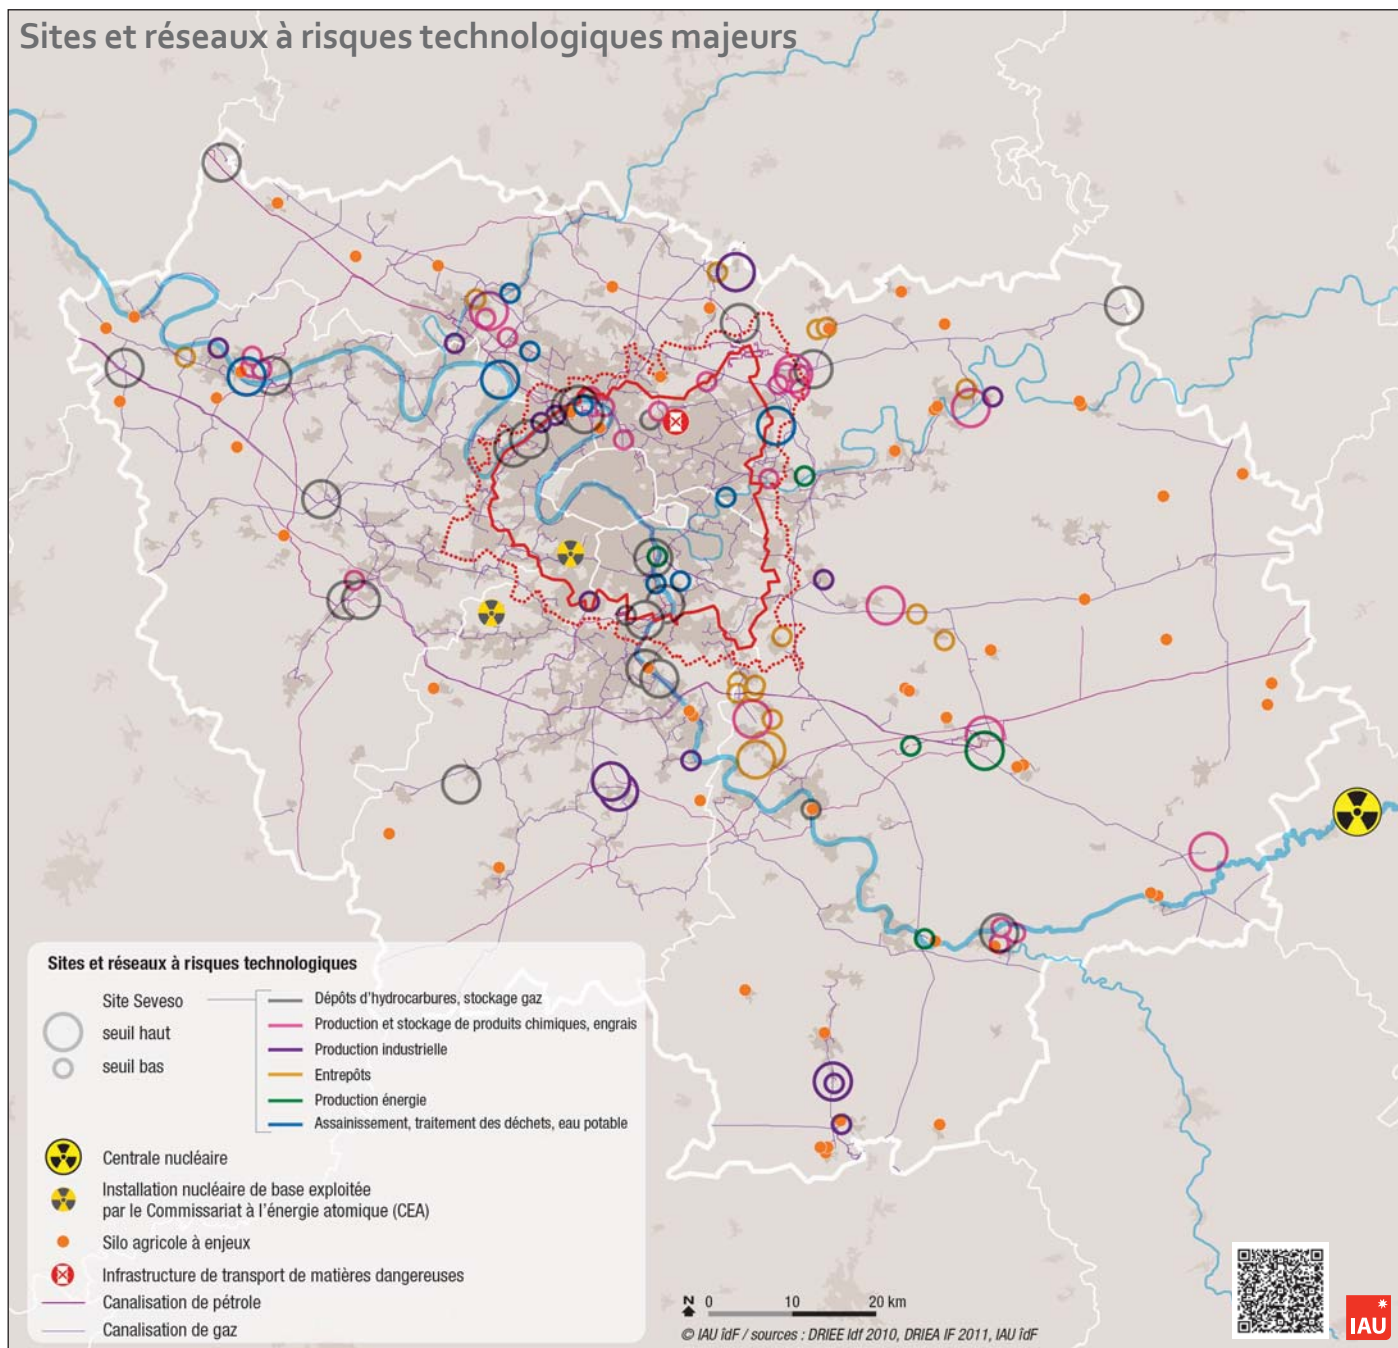 Sites et réseaux à risques technologiques majeurs
Sites et réseaux à risques technologiques
Site Seveso
seuil haut
seuil bas
Dépôts d'hydrocarbures, stockage gaz
Production et stockage de produits chimiques, engrais
Production industrielle
Entrepôts
Production énergie
Assainissement, traitement des déchets, eau potable
Centrale nucléaire
Installation nucléaire de base exploitée
par le Commissariat à l'énergie atomique (CEA)
Silo agricole à enjeux
Infrastructure de transport de matières dangereuses
Canalisation de pétrole
Canalisation de gaz
N 0 10 20 km
© IAU îdF / sources : DRIEE Idf 2010, DRIEA IF 2011, IAU îdF
IAU